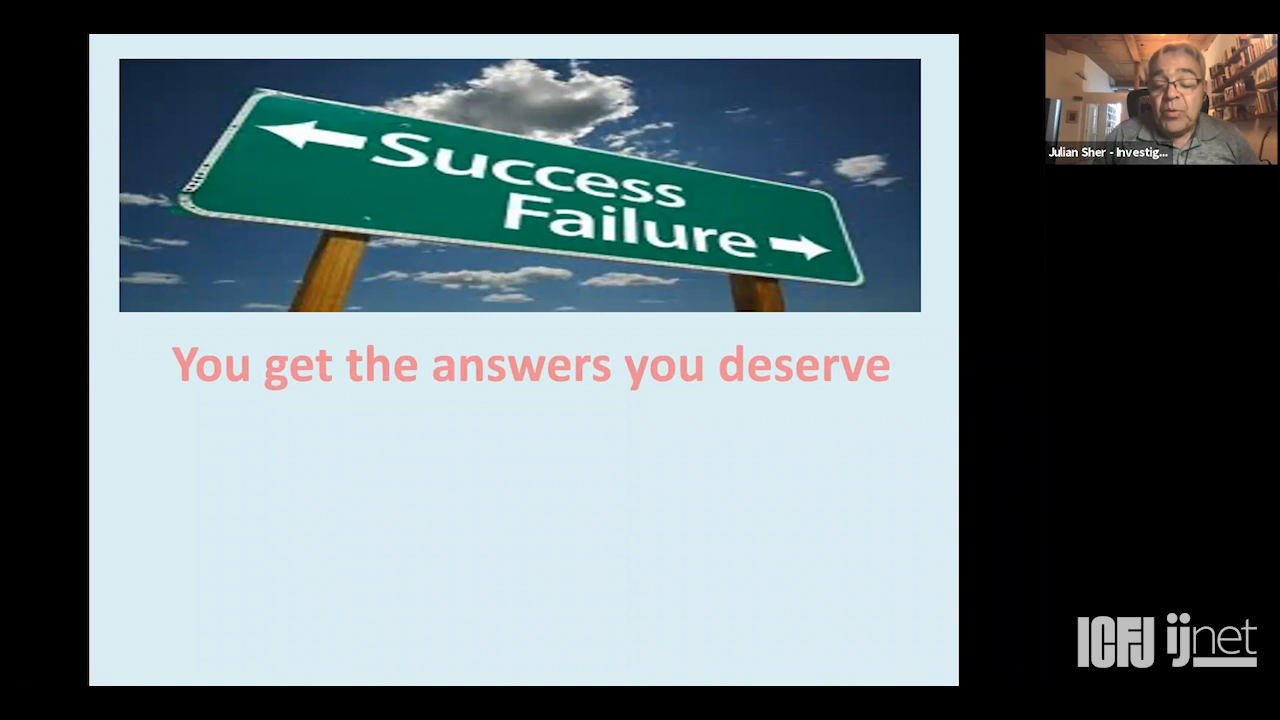 Success
Failure
You get the answers you deserve
Julian Sher - Investig...
ICFJ ijnet